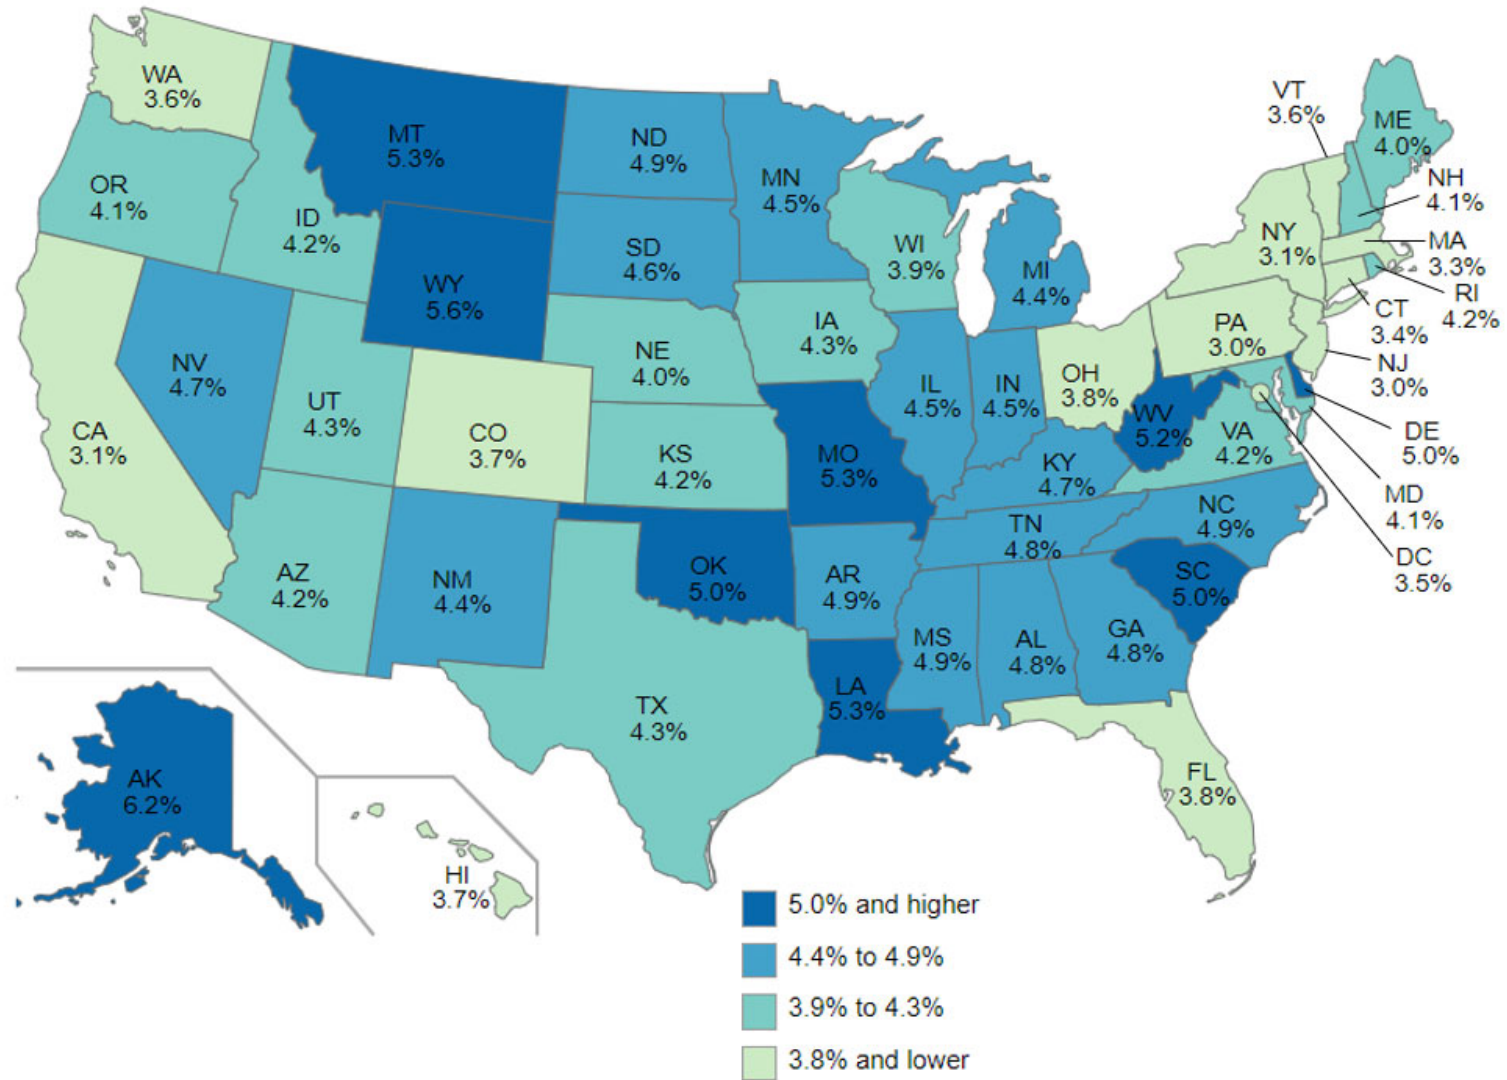 WA
3.6%
MT
5.3%
ND
4.9%
MN
4.5%
VT
3.6%
ME
4.0%
NH
4.1%
OR
4.1%
ID
4.2%
SD
4.6%
WI
3.9%
MI
4.4%
NY
3.1%
MA
3.3%
RI
4.2%
CT
3.4%
WY
5.6%
NV
4.7%
UT
4.3%
NE
4.0%
IA
4.3%
IL
4.5%
IN
4.5%
OH
3.8%
PA
3.0%
NJ
3.0%
CA
3.1%
CO
3.7%
KS
4.2%
MO
5.3%
KY
4.7%
WV
5.2%
VA
4.2%
DE
5.0%
MD
4.1%
DC
3.5%
AZ
4.2%
NM
4.4%
OK
5.0%
AR
4.9%
TN
4.8%
NC
4.9%
SC
5.0%
TX
4.3%
LA
5.3%
MS
4.9%
AL
4.8%
GA
4.8%
FL
3.8%
AK
6.2%
HI
3.7%
5.0% and higher
4.4% to 4.9%
3.9% to 4.3%
3.8% and lower